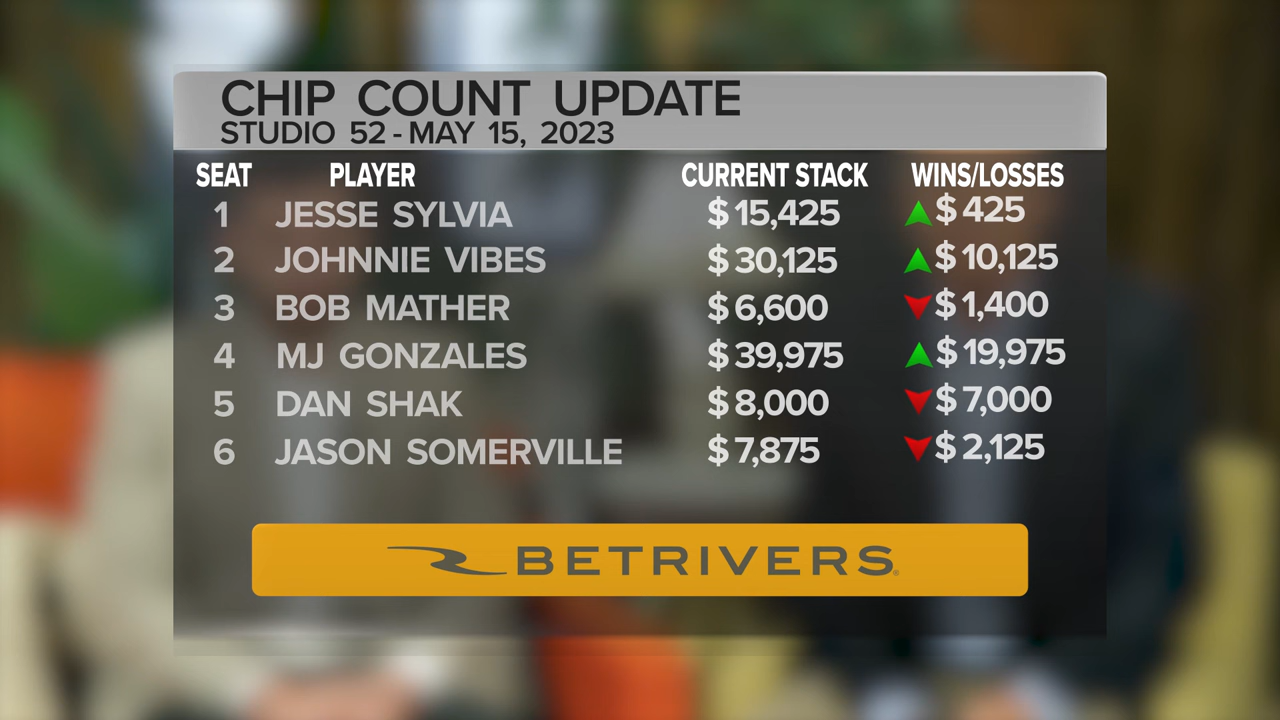 CHIP COUNT UPDATE
STUDIO 52 - MAY 15, 2023
SEAT PLAYER CURRENT STACK WINS/LOSSES
1 JESSE SYLVIA $ 15,425 $ 425
2 JOHNNIE VIBES $ 30,125 $ 10,125
3 BOB MATHER $ 6,600 $ 1,400
4 MJ GONZALES $ 39,975 $ 19,975
5 DAN SHAK $ 8,000 $ 7,000
6 JASON SOMERVILLE $ 7,875 $ 2,125
BETRIVERS®